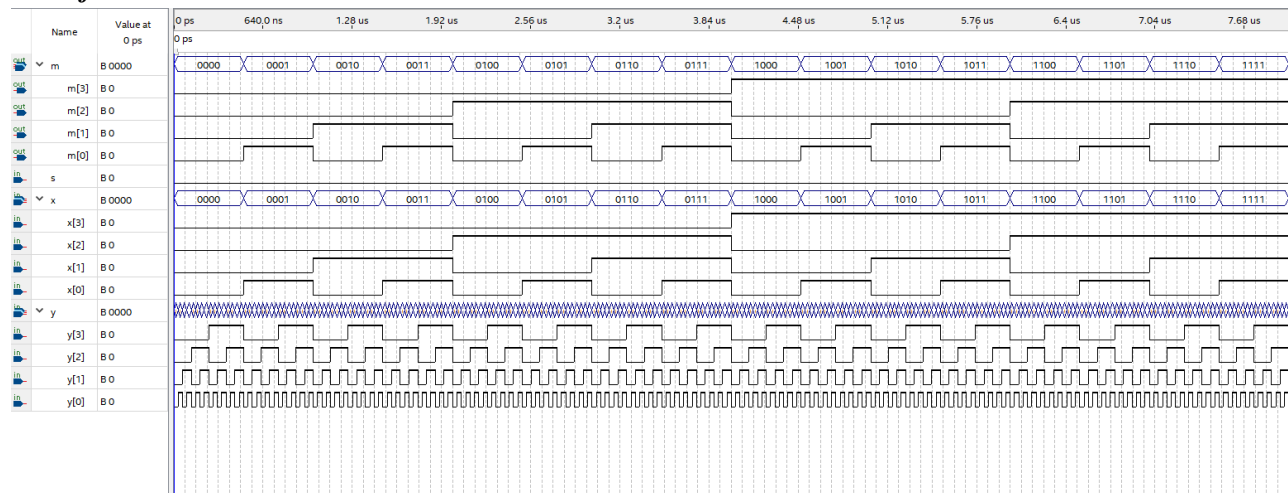 0 ps 640.0 ns 1.28 us 1.92 us 2.56 us 3.2 us 3.84 us 4.48 us 5.12 us 5.76 us 6.4 us 7.04 us 7.68 us
Name Value at 0 ps
0 ps
out m B 0000 0000 0001 0010 0011 0100 0101 0110 0111 1000 1001 1010 1011 1100 1101 1110 1111
out m[3] B 0
out m[2] B 0
out m[1] B 0
out m[0] B 0
in s B 0
in x B 0000 0000 0001 0010 0011 0100 0101 0110 0111 1000 1001 1010 1011 1100 1101 1110 1111
in x[3] B 0
in x[2] B 0
in x[1] B 0
in x[0] B 0
in y B 0000
in y[3] B 0
in y[2] B 0
in y[1] B 0
in y[0] B 0